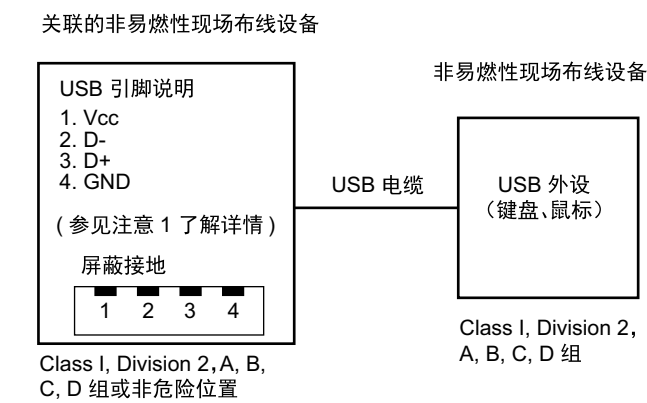 关联的非易燃性现场布线设备
USB 引脚说明
1. Vcc
2. D-
3. D+
4. GND
( 参见注意 1 了解详情 )
屏蔽接地
1 2 3 4
Class I, Division 2, A, B,
C, D 组或非危险位置
USB 电缆
非易燃性现场布线设备
USB 外设
（键盘、鼠标）
Class I, Division 2,
A, B, C, D 组